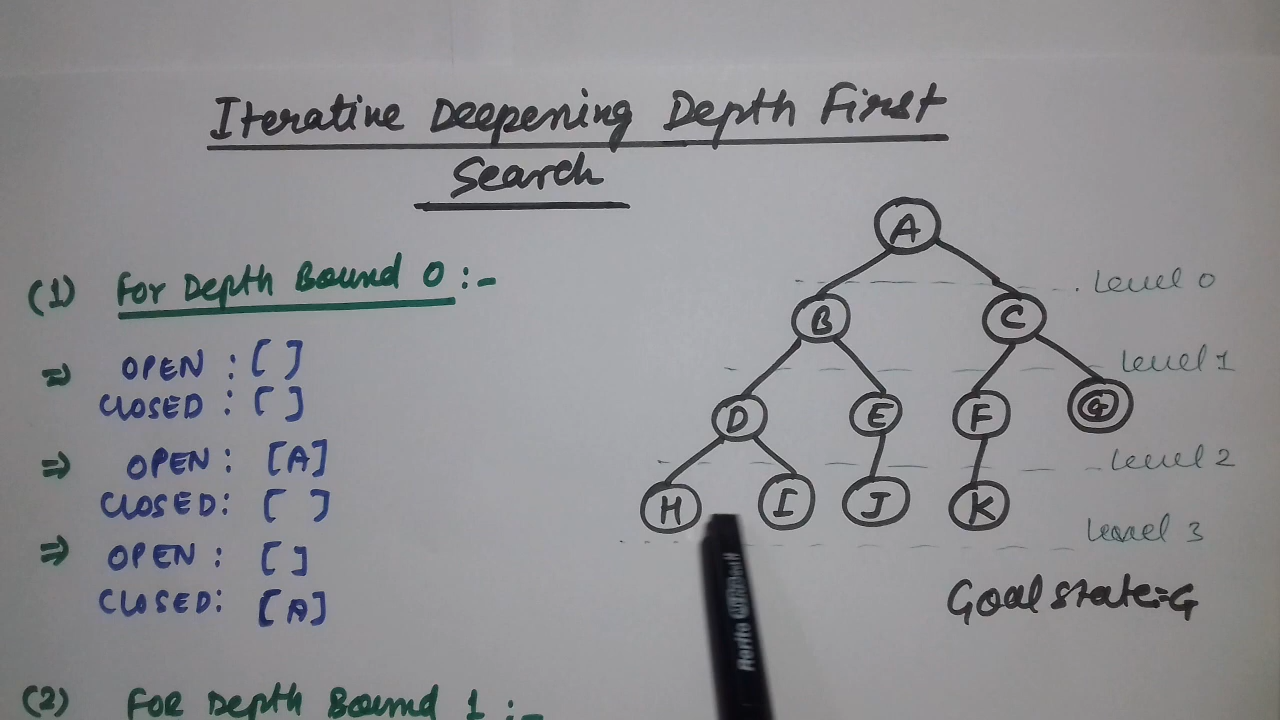 Iterative Deepening Depth First
Search
(1) For Depth Bound 0 :-
⇒ OPEN : [ ]
CLOSED : [ ]
⇒ OPEN : [A]
CLOSED : [ ]
⇒ OPEN : [ ]
CLOSED : [A]
(2) FOR Depth Bound 1 :-
A
Level 0
B C
Level 1
D E F G
Level 2
H I J K
Level 3
Goal state = G